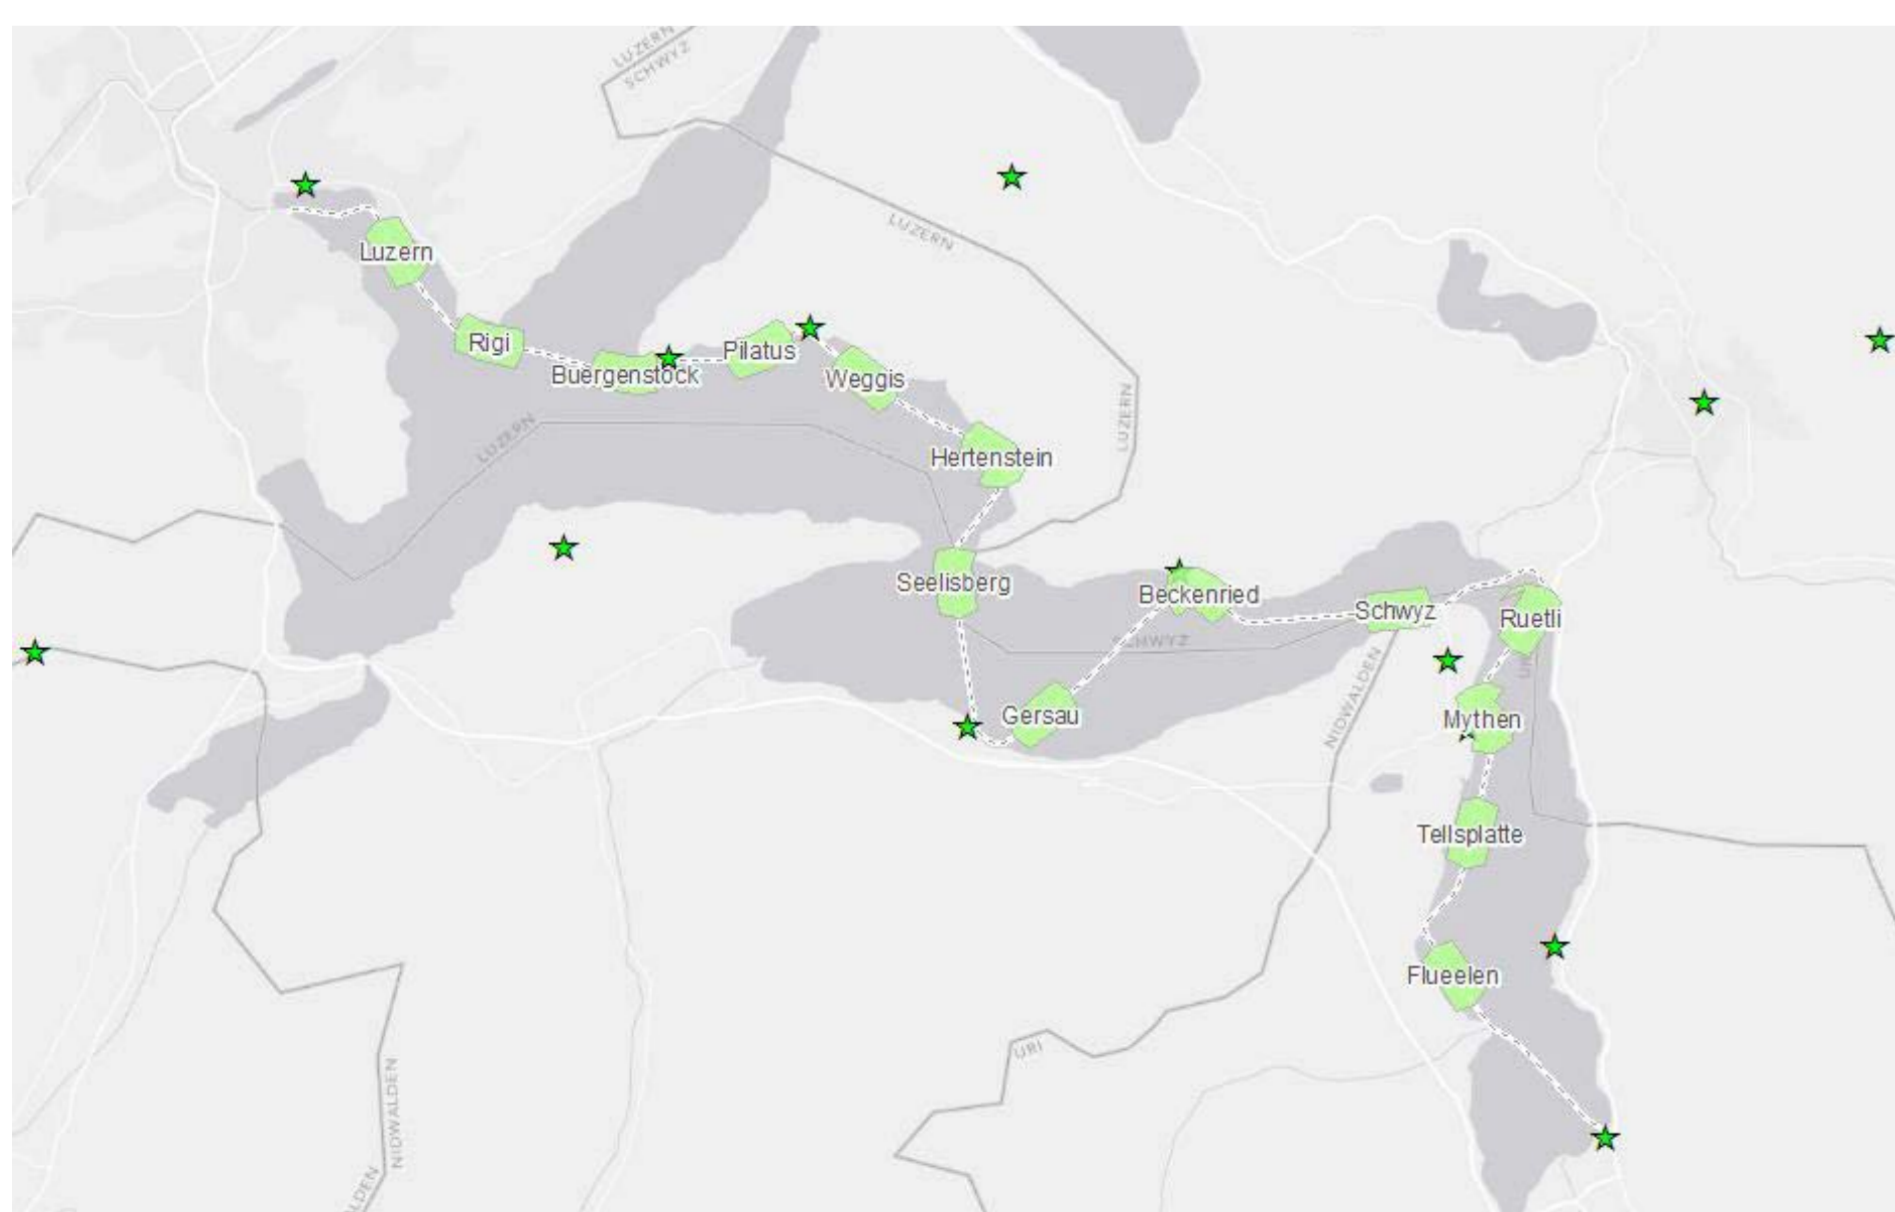 LUZERN
SCHWYZ
LUZERN
Luzern
Rigi
Buergenstock
Pilatus
Weggis
LUZERN
LUZERN
Hertenstein
Seelisberg
Beckenried
Schwyz
Ruetli
SCHWYZ
NIDWALDEN
Gersau
Mythen
Tellsplatte
Flueelen
URI
NIDWALDEN